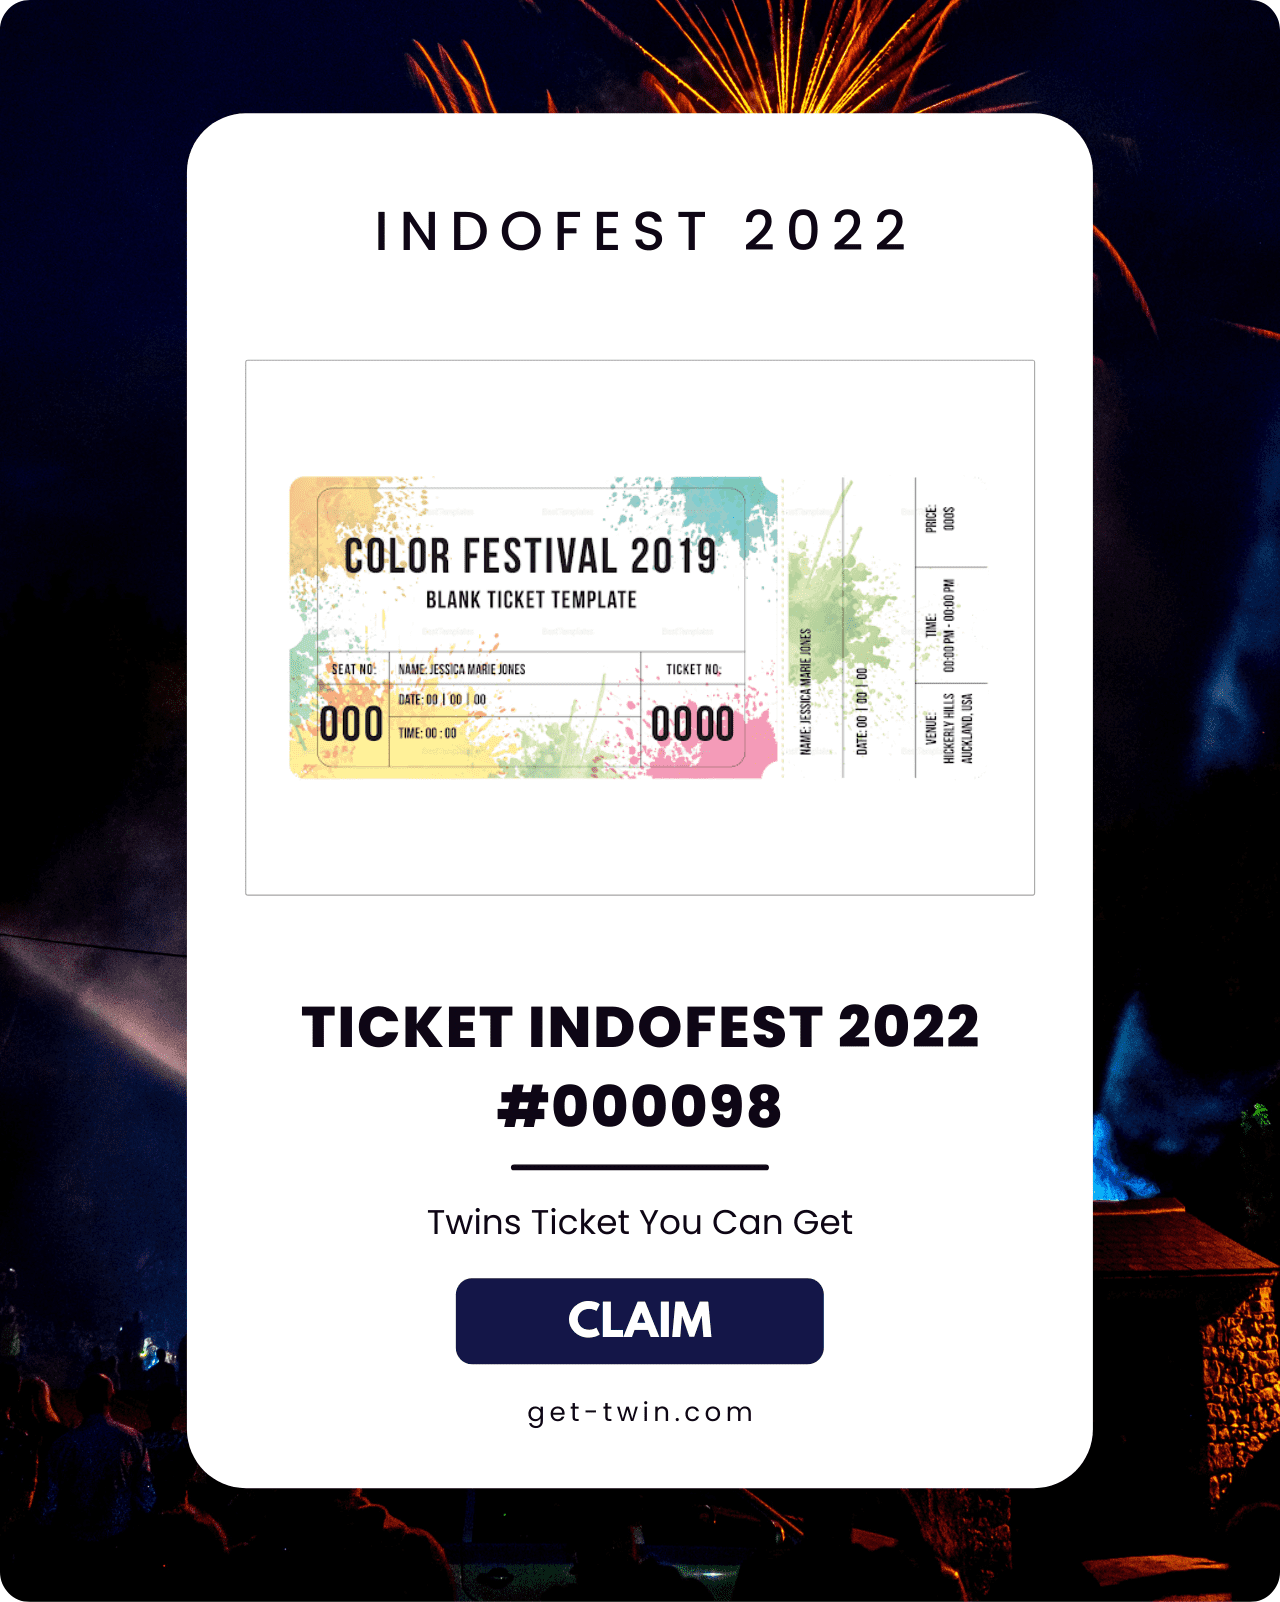 INDOFEST 2022
COLOR FESTIVAL 2019
BLANK TICKET TEMPLATE
SEAT NO:
NAME: JESSICA MARIE JONES
TICKET NO:
000
DATE: 00 | 00 | 00
TIME: 00 : 00
0000
NAME: JESSICA MARIE JONES
DATE: 00 | 00 | 00
PRICE:
000S
TIME:
00:00 PM - 00:00 PM
VENUE:
HICKERLY HILLS
AUCKLAND, USA
TICKET INDOFEST 2022
#000098
Twins Ticket You Can Get
CLAIM
get-twin.com